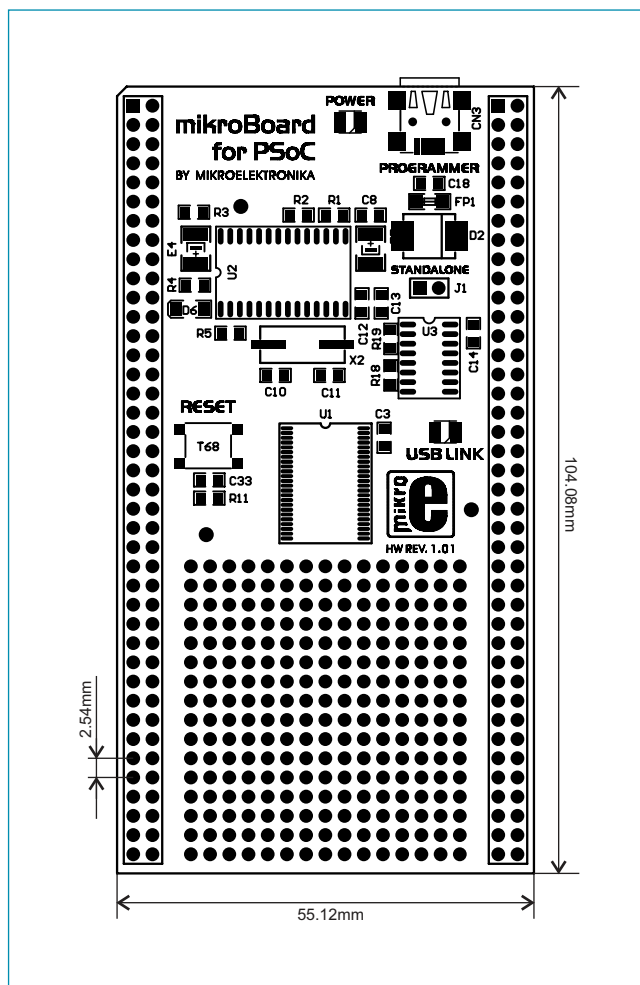 POWER
mikroBoard
for PSoC
BY MIKROELEKTRONIKA
CN3
PROGRAMMER
C18
FP1
R3
R2
R1
C8
E4
U2
D2
STANDALONE
J1
R4
D6
R5
C12
C13
R19
U3
C14
X2
R18
C10
C11
RESET
U1
C3
T68
USB LINK
C33
R11
mikro
e
HW REV. 1.01
104.08mm
2.54mm
55.12mm